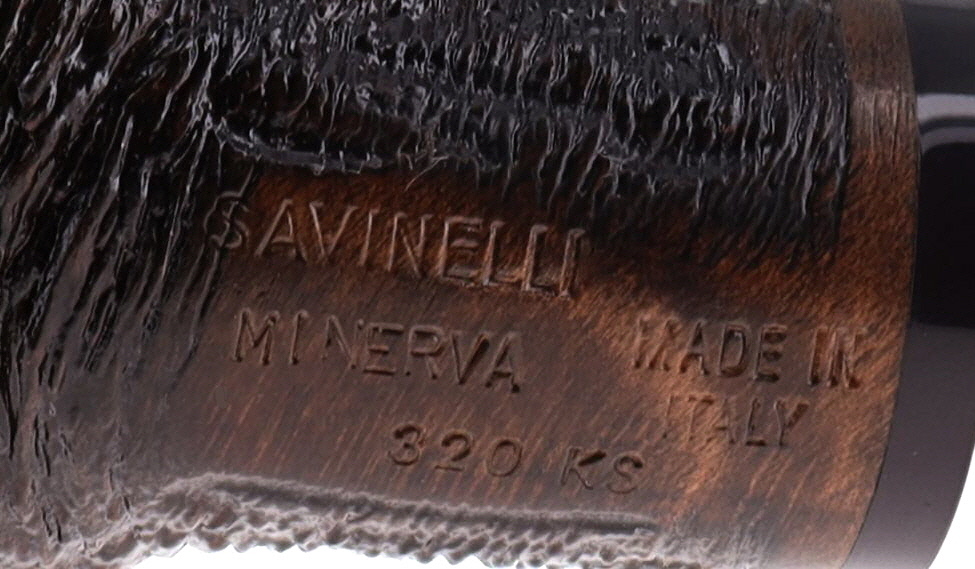 SAVINELLI
MINERVA
320 KS
MADE IN
ITALY